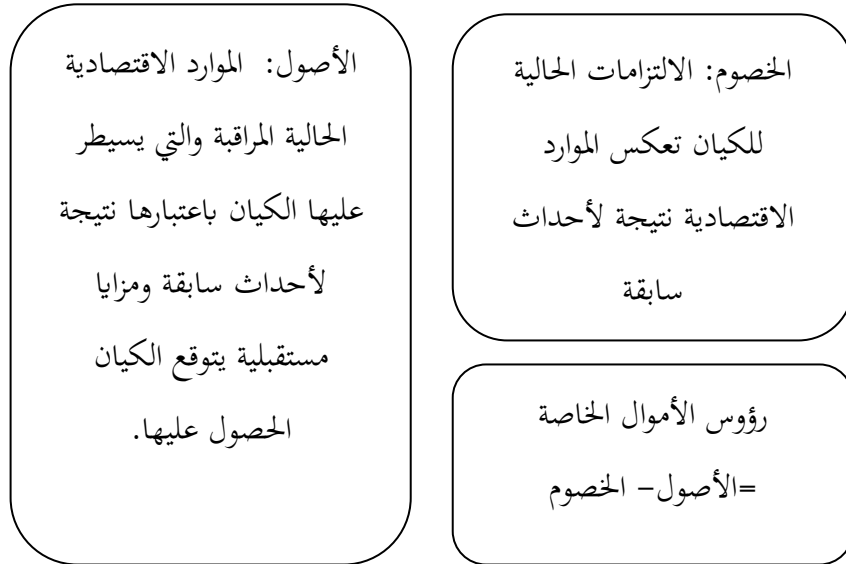 الخصوم: الالتزامات الحالية
للكيان تعكس الموارد
الاقتصادية نتيجة لأحداث
سابقة
رؤوس الأموال الخاصة
=الأصول– الخصوم
الأصول: الموارد الاقتصادية
الحالية المراقبة والتي يسيطر
عليها الكيان باعتبارها نتيجة
لأحداث سابقة ومزايا
مستقبلية يتوقع الكيان
الحصول عليها.